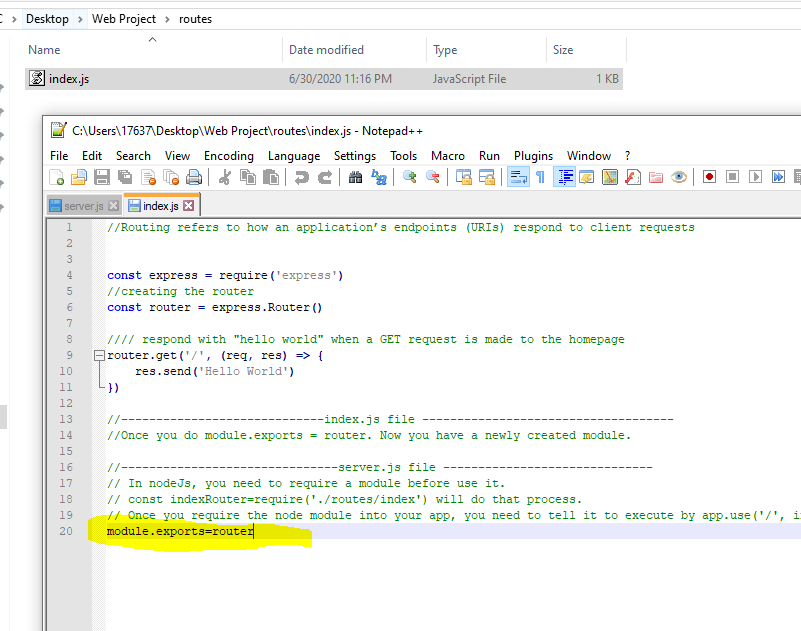 Desktop > Web Project > routes
Name Date modified Type Size
index.js 6/30/2020 11:16 PM JavaScript File 1 KB
C:\Users\17637\Desktop\Web Project\routes\index.js - Notepad++
File Edit Search View Encoding Language Settings Tools Macro Run Plugins Window ?
server.js index.js
1 //Routing refers to how an application’s endpoints (URIs) respond to client requests
2
3
4 const express = require('express')
5 //creating the router
6 const router = express.Router()
7
8 //// respond with "hello world" when a GET request is made to the homepage
9 router.get('/', (req, res) => {
10 res.send('Hello World')
11 })
12
13 //-----------------------------index.js file ------------------------------------
14 //Once you do module.exports = router. Now you have a newly created module.
15
16 //-------------------------------server.js file ------------------------------
17 // In nodeJs, you need to require a module before use it.
18 // const indexRouter=require('./routes/index') will do that process.
19 // Once you require the node module into your app, you need to tell it to execute by app.use('/',
20 module.exports=router